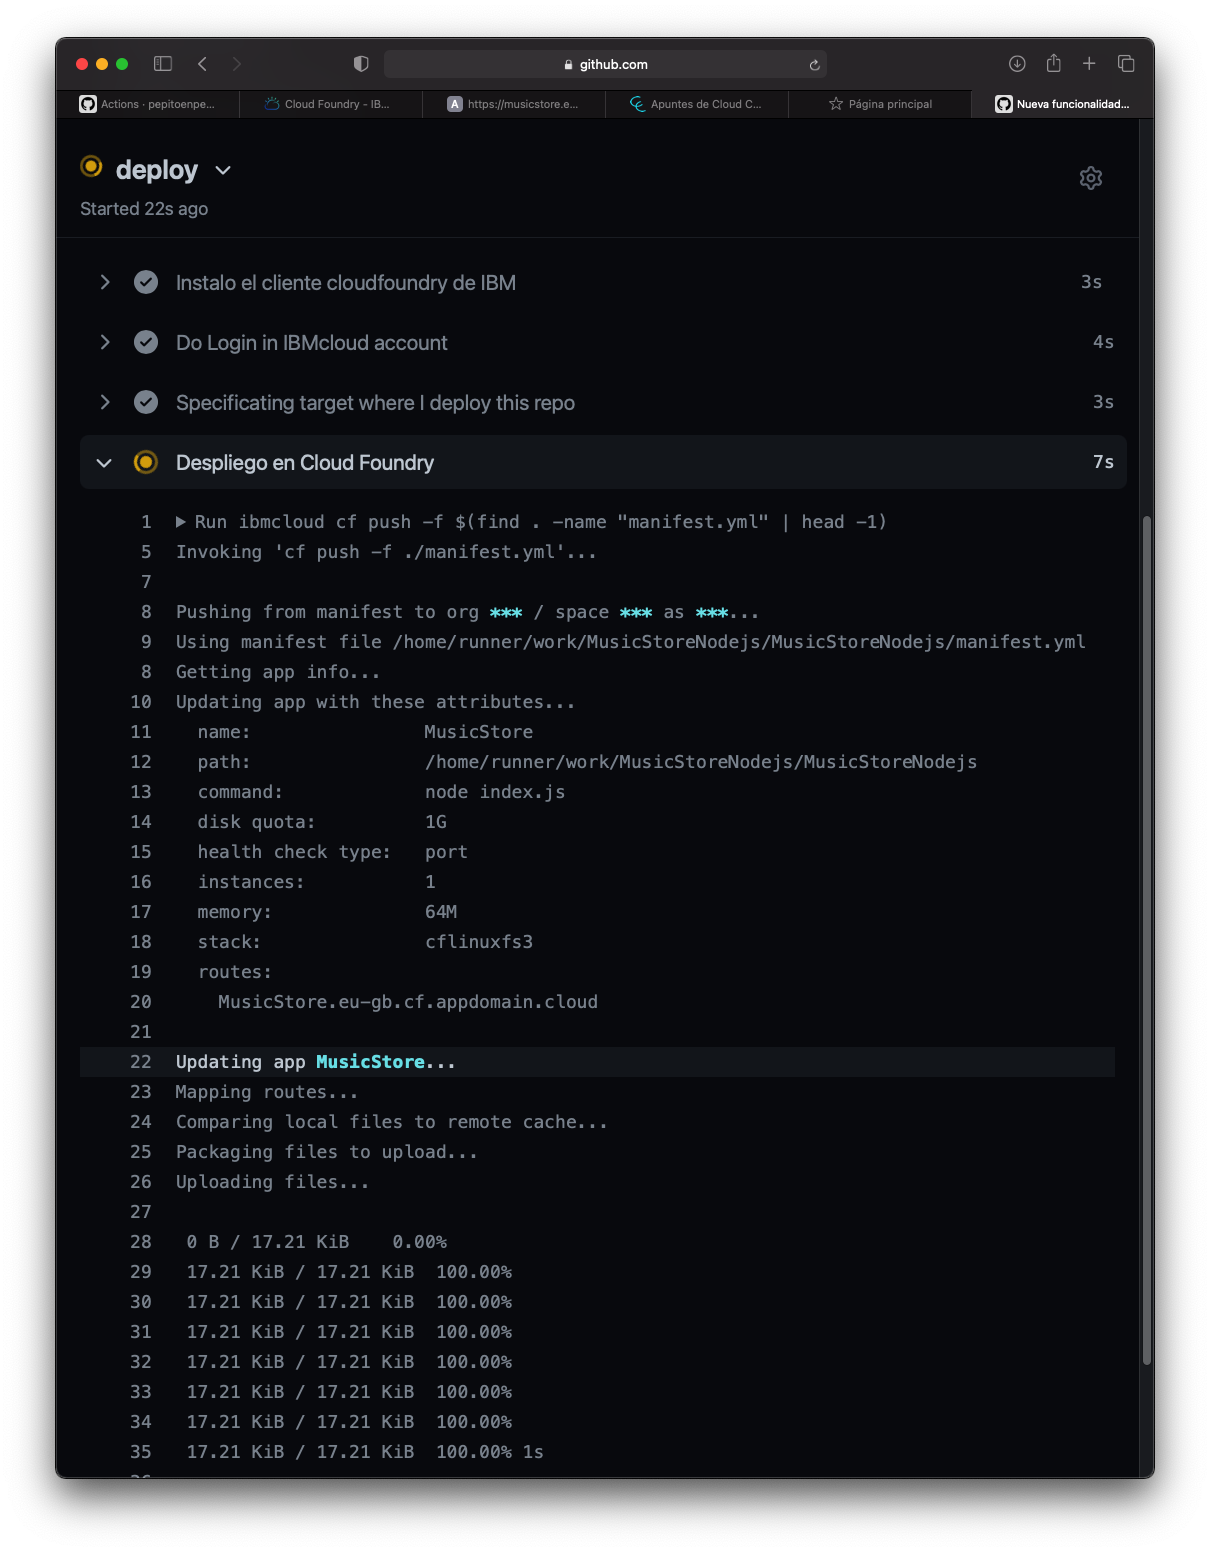 github.com
Actions · pepitoenpe...
Cloud Foundry - IB...
A https://musicstore.e...
Apuntes de Cloud C...
Página principal
Nueva funcionalidad...
deploy
Started 22s ago
Instalo el cliente cloudfoundry de IBM 3s
Do Login in IBMcloud account 4s
Specificating target where I deploy this repo 3s
Despliego en Cloud Foundry 7s
1 Run ibmcloud cf push -f $(find . -name "manifest.yml" | head -1)
5 Invoking 'cf push -f ./manifest.yml'...
7
8 Pushing from manifest to org *** / space *** as ***...
9 Using manifest file /home/runner/work/MusicStoreNodejs/MusicStoreNodejs/manifest.yml
8 Getting app info...
10 Updating app with these attributes...
11 name: MusicStore
12 path: /home/runner/work/MusicStoreNodejs/MusicStoreNodejs
13 command: node index.js
14 disk quota: 1G
15 health check type: port
16 instances: 1
17 memory: 64M
18 stack: cflinuxfs3
19 routes:
20 MusicStore.eu-gb.cf.appdomain.cloud
21
22 Updating app MusicStore...
23 Mapping routes...
24 Comparing local files to remote cache...
25 Packaging files to upload...
26 Uploading files...
27
28 0 B / 17.21 KiB 0.00%
29 17.21 KiB / 17.21 KiB 100.00%
30 17.21 KiB / 17.21 KiB 100.00%
31 17.21 KiB / 17.21 KiB 100.00%
32 17.21 KiB / 17.21 KiB 100.00%
33 17.21 KiB / 17.21 KiB 100.00%
34 17.21 KiB / 17.21 KiB 100.00%
35 17.21 KiB / 17.21 KiB 100.00% 1s